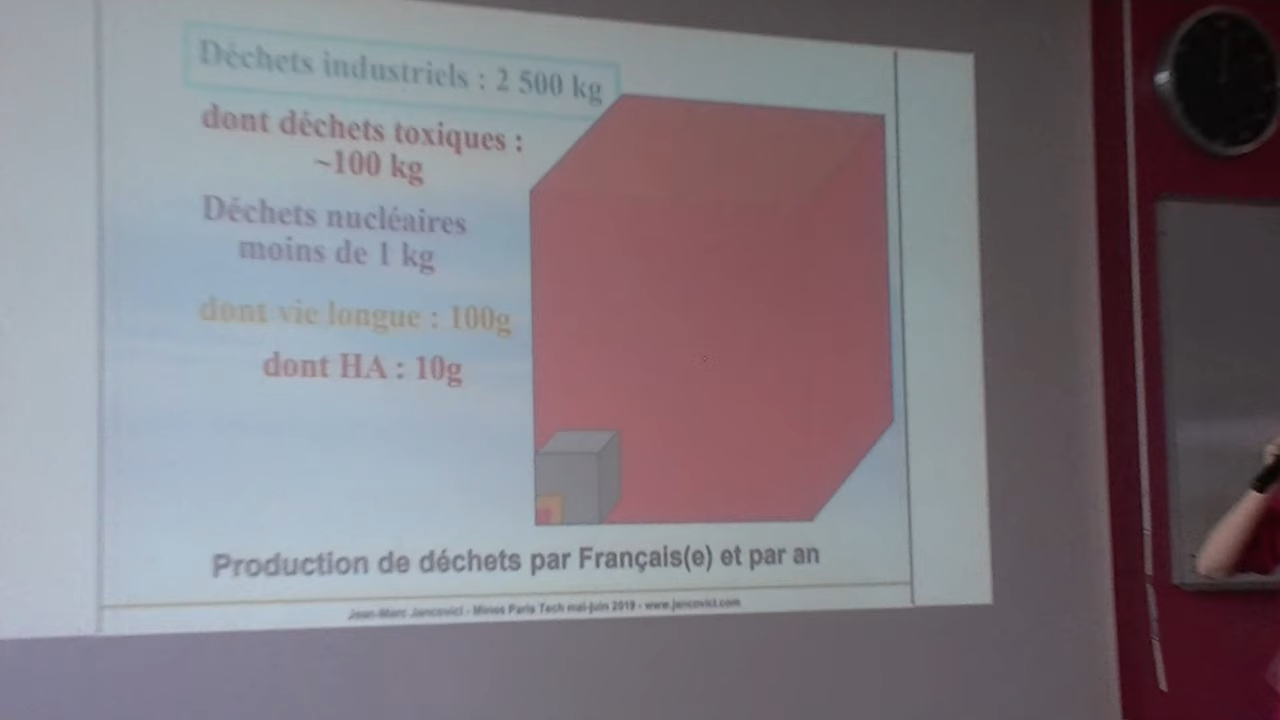 Déchets industriels : 2 500 kg
dont déchets toxiques :
~100 kg
Déchets nucléaires
moins de 1 kg
dont vie longue : 100g
dont HA : 10g
Production de déchets par Français(e) et par an
Jean-Marc Jancovici - Mines Paris Tech mai-juin 2019 - www.jancovici.com